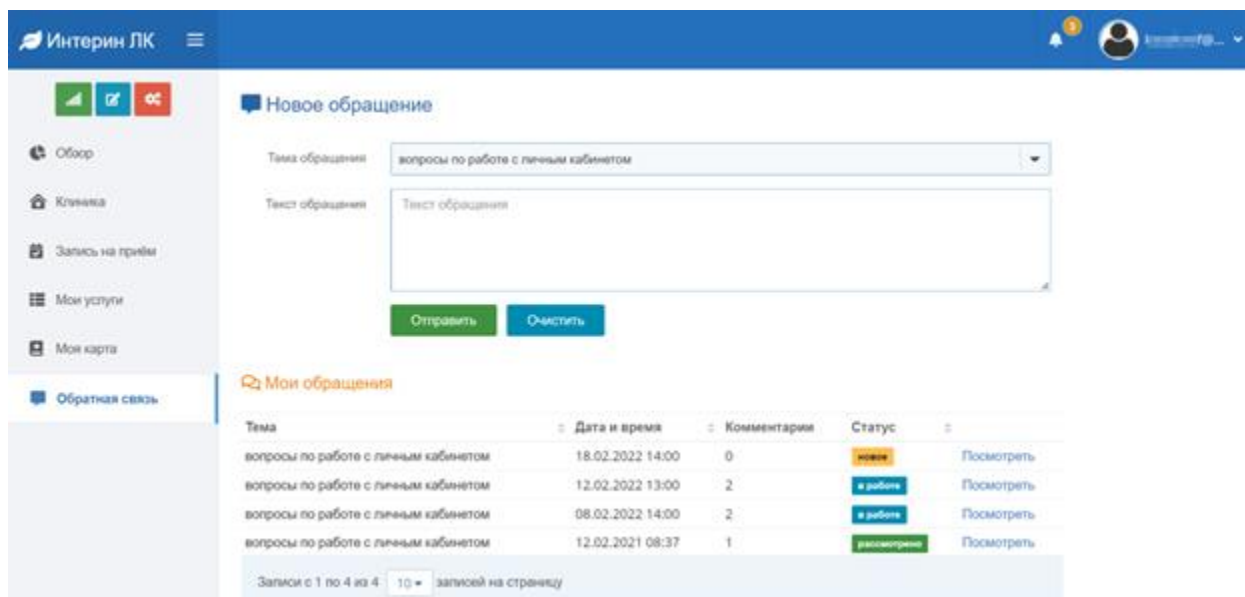 Интерин ЛК
3
Новое обращение
Обзор
Тема обращения
вопросы по работе с личным кабинетом
Клиника
Текст обращения
Текст обращения
Запись на приём
Мои услуги
Отправить
Очистить
Моя карта
Обратная связь
Мои обращения
Тема Дата и время Комментарии Статус
вопросы по работе с личным кабинетом 18.02.2022 14:00 0 новое Посмотреть
вопросы по работе с личным кабинетом 12.02.2022 13:00 2 в работе Посмотреть
вопросы по работе с личным кабинетом 08.02.2022 14:00 2 в работе Посмотреть
вопросы по работе с личным кабинетом 12.02.2021 08:37 1 рассмотрено Посмотреть
Записи с 1 по 4 из 4 10 записей на страницу